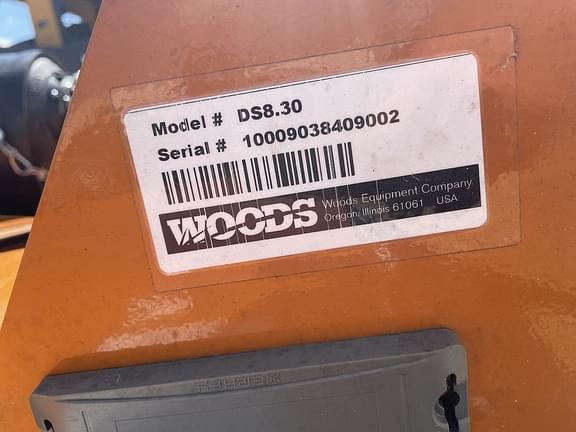 Model # DS8.30
Serial # 10009038409002
WOODS
Woods Equipment Company
Oregon, Illinois 61061 USA